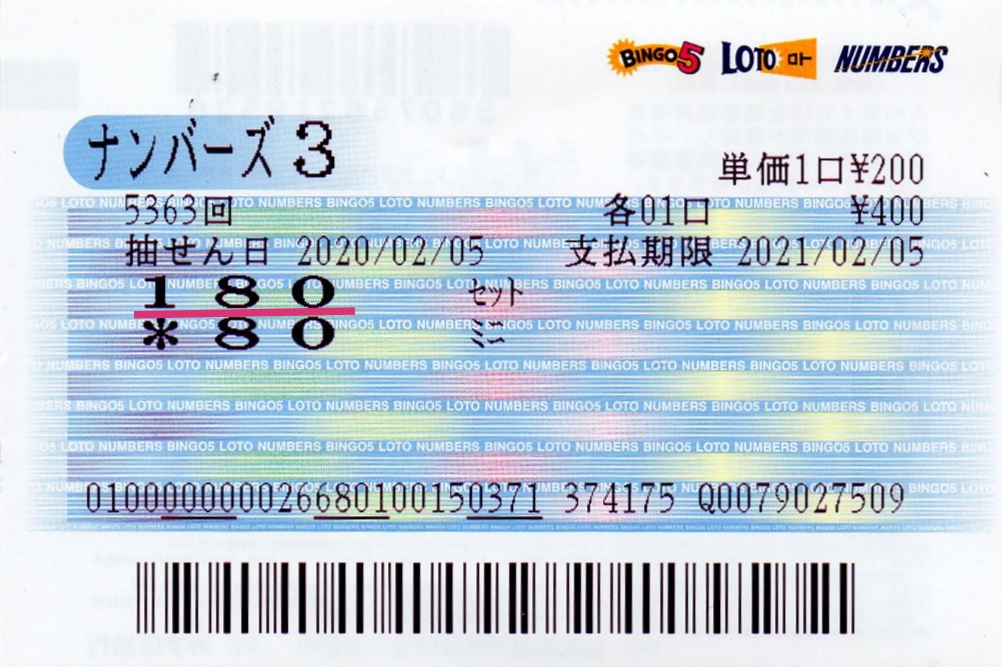 BINGO5 LOTO ロト NUMBERS
ナンバーズ3
単価1口¥200
5363回 各01口 ¥400
抽せん日 2020/02/05 支払期限 2021/02/05
180 セット
*80 ミニ
010000000026680100150371 374175 Q0079027509